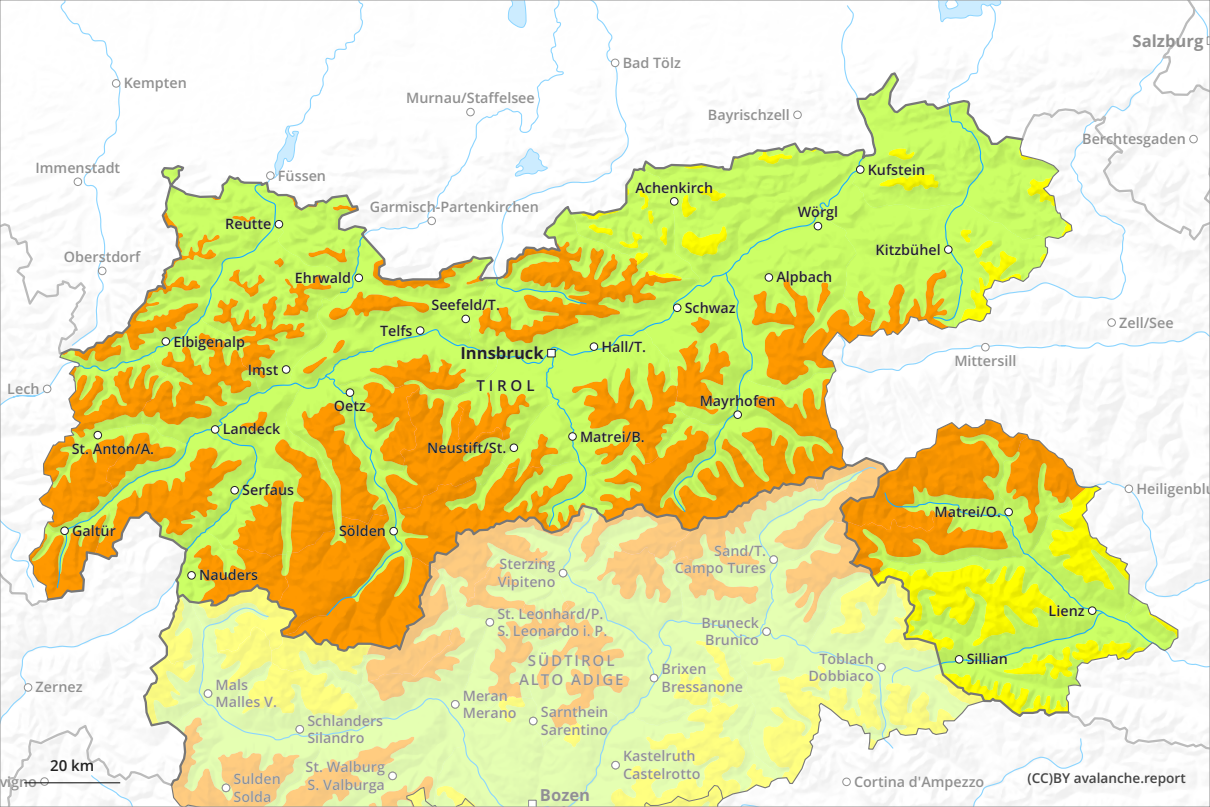 Salzburg
Bad Tölz
Kempten
Murnau/Staffelsee
Bayrischzell
Berchtesgaden
Immenstadt
Füssen
Kufstein
Achenkirch
Garmisch-Partenkirchen
Wörgl
Reutte
Oberstdorf
Kitzbühel
Ehrwald
Alpbach
Seefeld/T.
Schwaz
Telfs
Zell/See
Elbigenalp
Innsbruck
Hall/T.
Mittersill
Imst
TIROL
Lech
Oetz
Mayrhofen
Landeck
Matrei/B.
St. Anton/A.
Neustift/St.
Serfaus
Heiligenblu
Matrei/O.
Galtür
Sölden
Sand/T.
Campo Tures
Sterzing
Vipiteno
Nauders
Lienz
St. Leonhard/P.
S. Leonardo i. P.
Bruneck
Brunico
SÜDTIROL
ALTO ADIGE
Toblach
Dobbiaco
Sillian
Brixen
Bressanone
Zernez
Mals
Malles V.
Meran
Merano
Sarnthein
Sarentino
Schlanders
Silandro
Kastelruth
Castelrotto
20 km
St. Walburg
S. Valburga
vigno
Sulden
Solda
Cortina d'Ampezzo
(CC)BY avalanche.report
Bozen